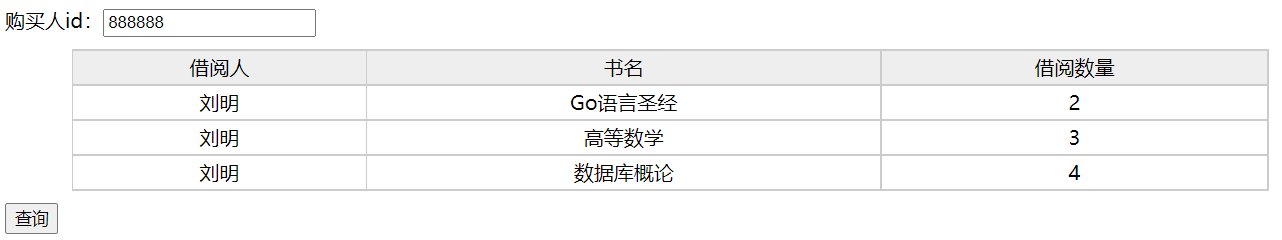 购买人id：888888
借阅人 书名 借阅数量
刘明 Go语言圣经 2
刘明 高等数学 3
刘明 数据库概论 4
查询